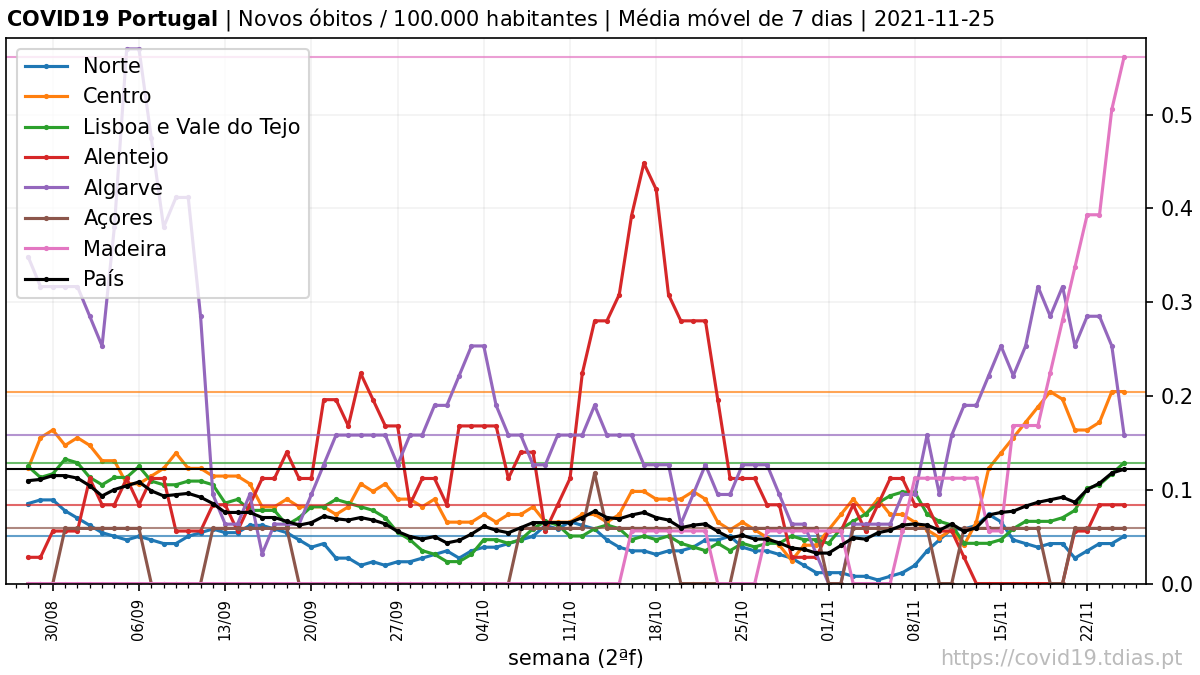 COVID19 Portugal | Novos óbitos / 100.000 habitantes | Média móvel de 7 dias | 2021-11-25
Norte
Centro
Lisboa e Vale do Tejo
Alentejo
Algarve
Açores
Madeira
País
0.5
0.4
0.3
0.2
0.1
0.0
30/08
06/09
13/09
20/09
27/09
04/10
11/10
18/10
25/10
01/11
08/11
15/11
22/11
semana (2ªf)
https://covid19.tdias.pt